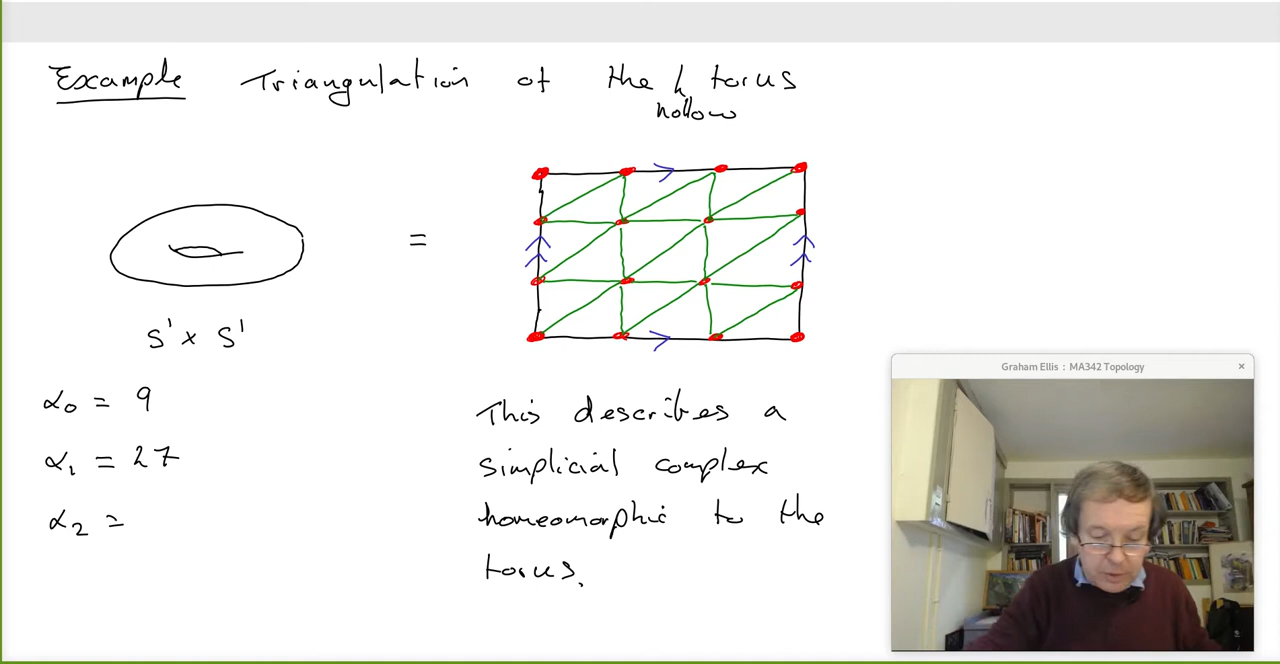 Example Triangulation of the torus
hollow
=
S¹ × S¹
α₀ = 9
α₁ = 27
α₂ =
This describes a
simplicial complex
homeomorphic to the
torus.
Graham Ellis : MA342 Topology